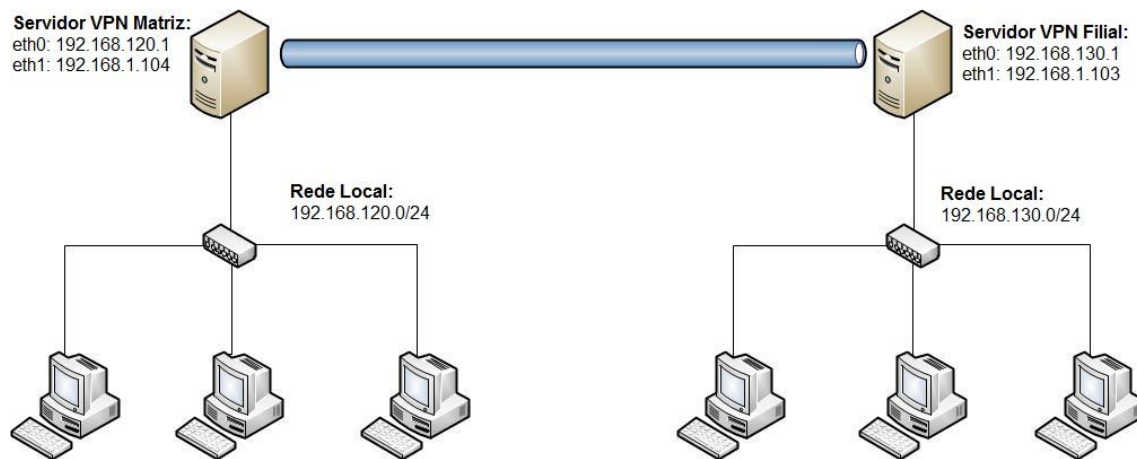 Servidor VPN Matriz:
eth0: 192.168.120.1
eth1: 192.168.1.104
Servidor VPN Filial:
eth0: 192.168.130.1
eth1: 192.168.1.103
Rede Local:
192.168.120.0/24
Rede Local:
192.168.130.0/24